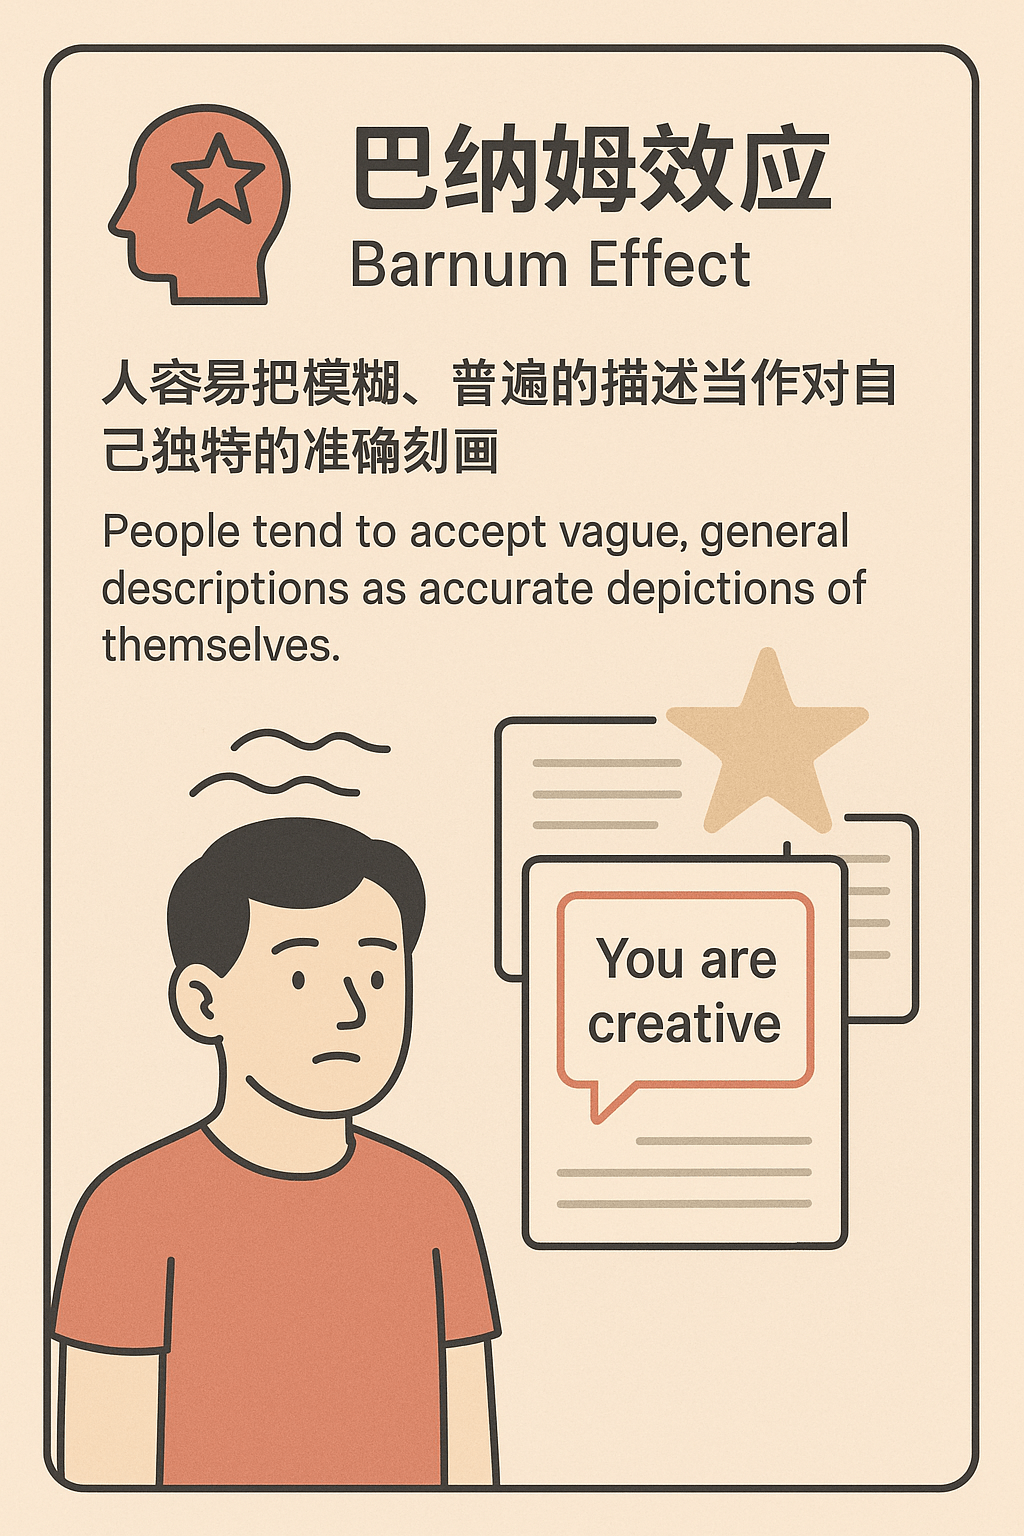 巴纳姆效应
Barnum Effect
人容易把模糊、普遍的描述当作对自
己独特的准确刻画
People tend to accept vague, general
descriptions as accurate depictions of
themselves.
You are
creative